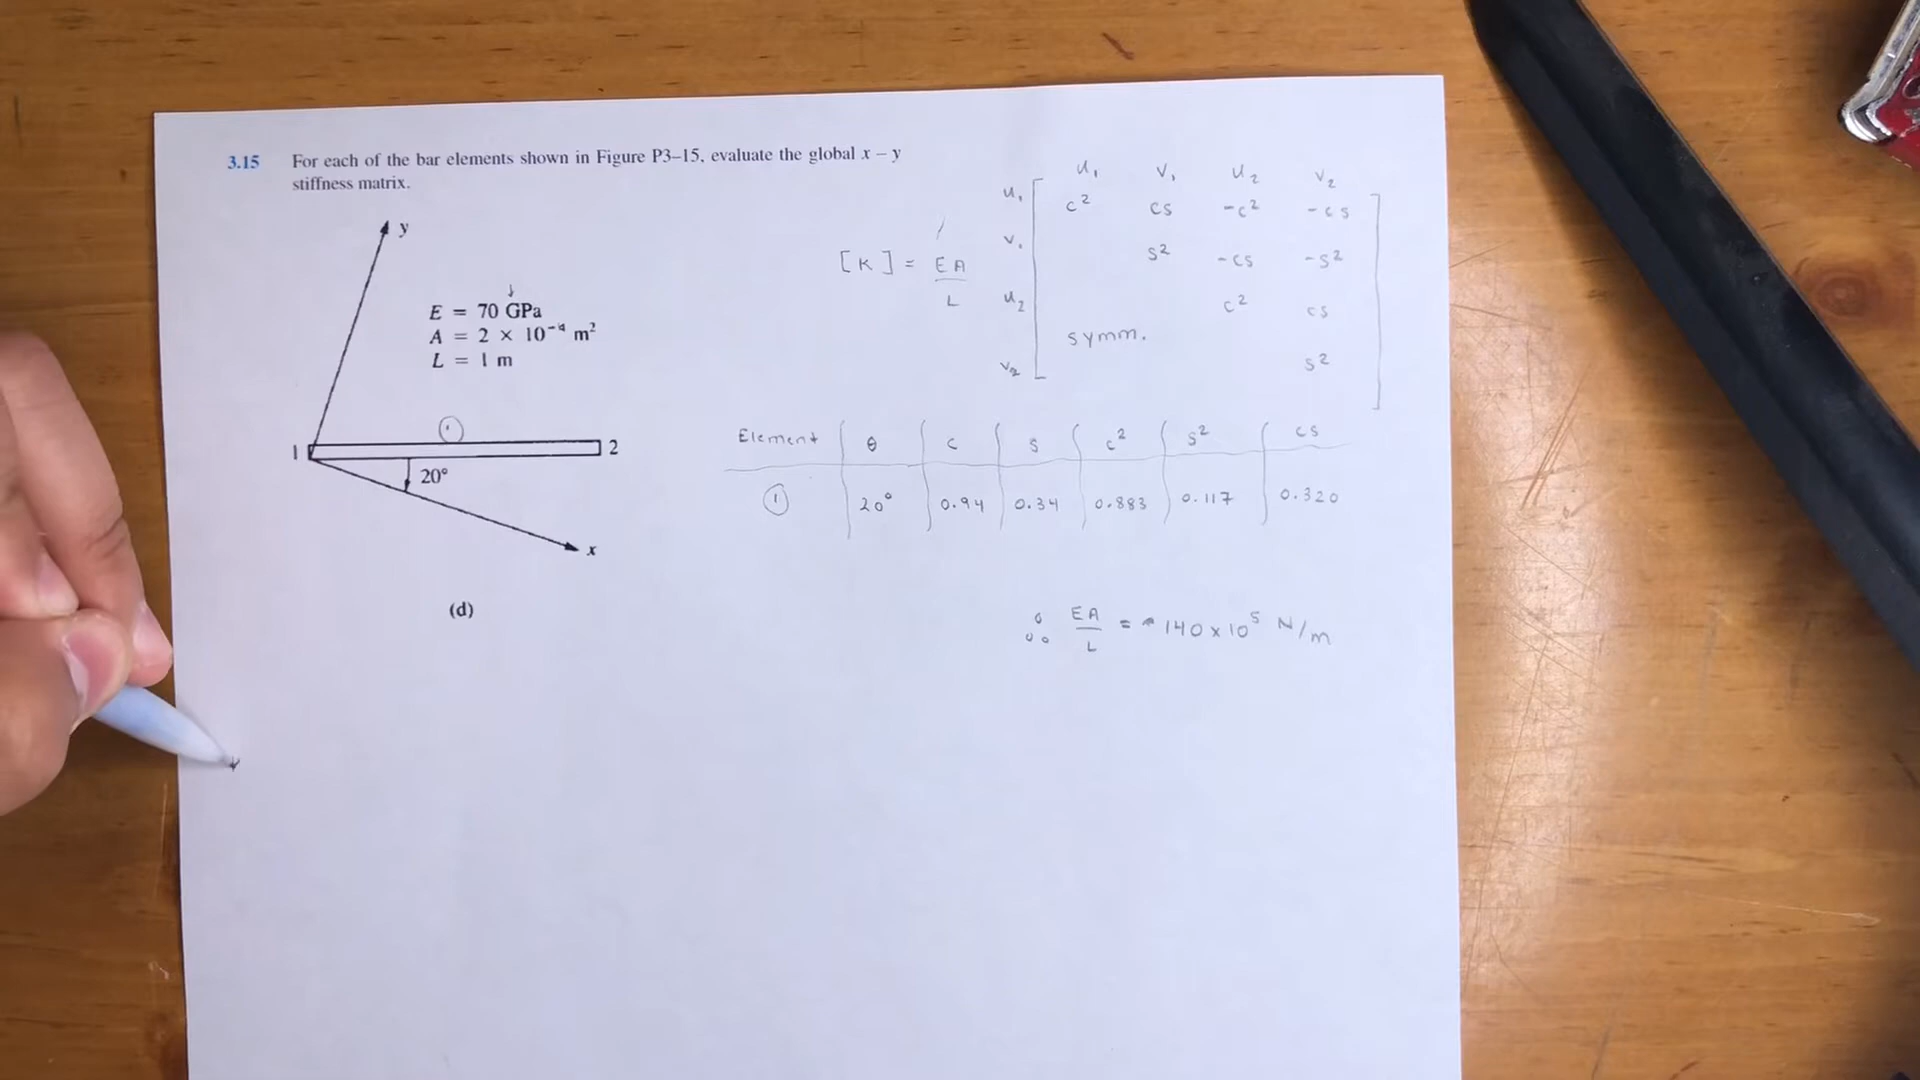 3.15 For each of the bar elements shown in Figure P3–15, evaluate the global x – y
stiffness matrix.
y
E = 70 GPa
A = 2 × 10⁻⁴ m²
L = 1 m
1
①
2
20°
x
(d)
u₁ v₁ u₂ v₂
u₁ c² cs -c² -cs
v₁ s² -cs -s²
[K] = EA/L
u₂ c² cs
symm.
v₂ s²
Element θ c s c² s² cs
① 20° 0.94 0.34 0.883 0.117 0.320
∴ EA/L = 140 x 10⁵ N/m